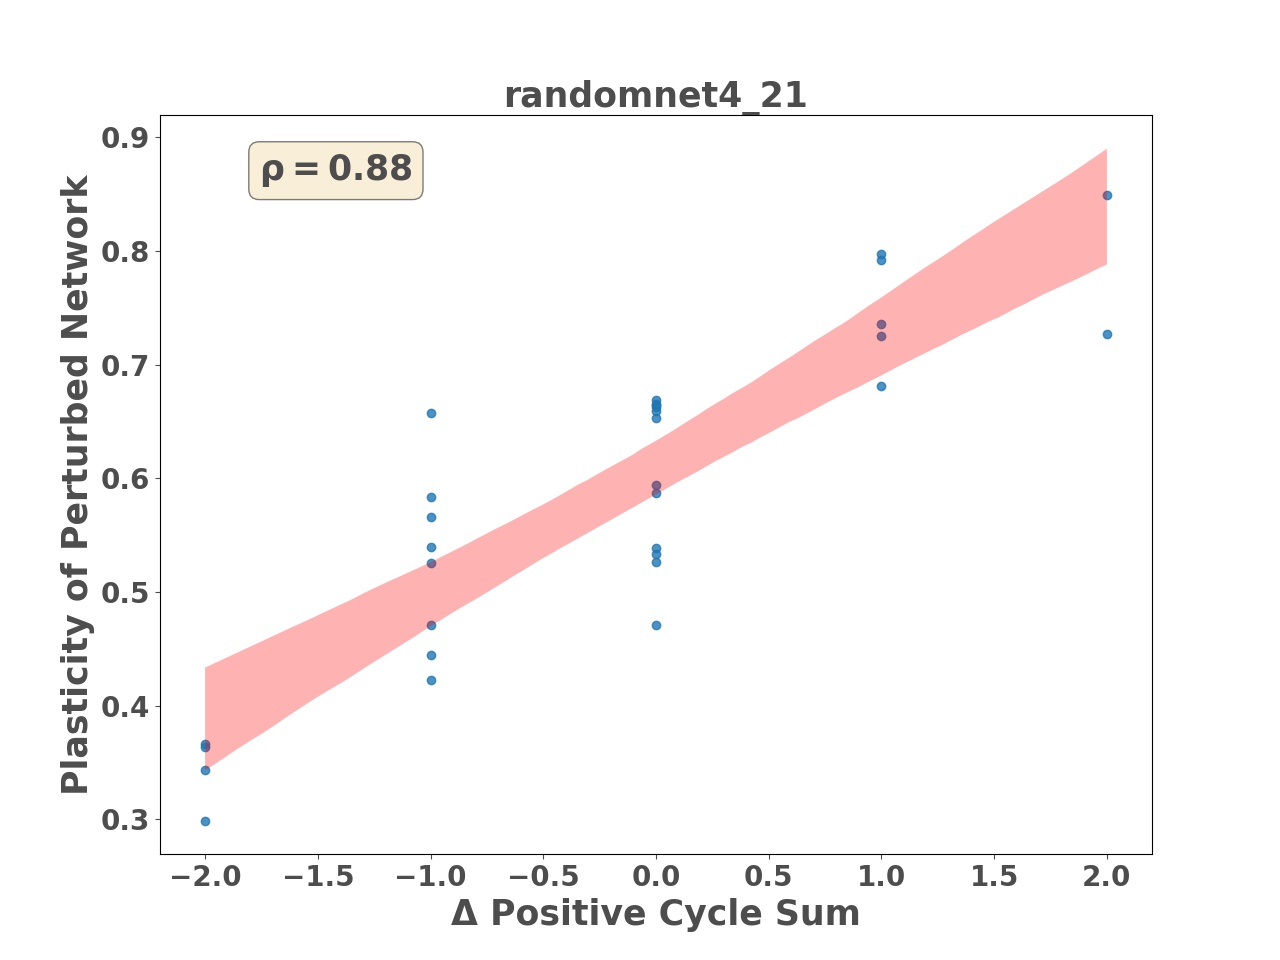 randomnet4_21
ρ = 0.88
Plasticity of Perturbed Network
0.9
0.8
0.7
0.6
0.5
0.4
0.3
−2.0 −1.5 −1.0 −0.5 0.0 0.5 1.0 1.5 2.0
Δ Positive Cycle Sum